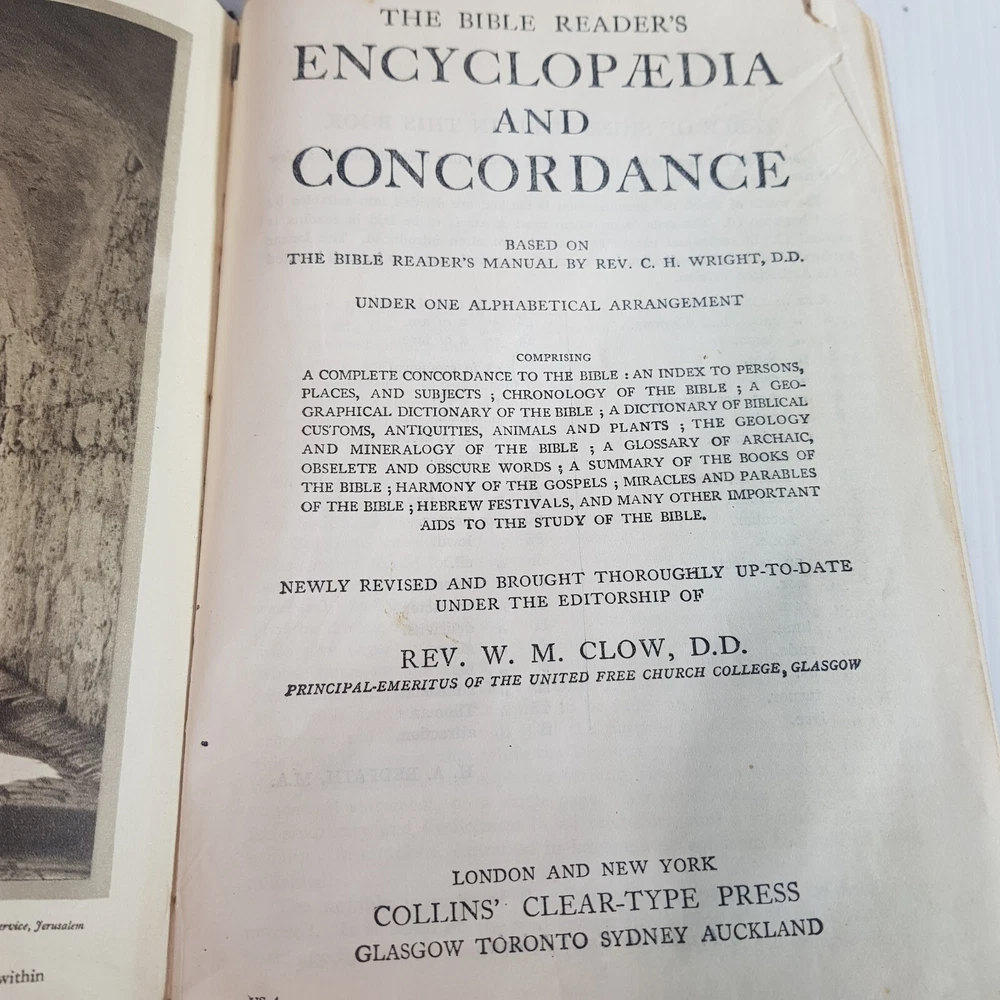 THE BIBLE READER'S
ENCYCLOPÆDIA
AND
CONCORDANCE
BASED ON
THE BIBLE READER'S MANUAL BY REV. C. H. WRIGHT, D.D.
UNDER ONE ALPHABETICAL ARRANGEMENT
COMPRISING
A COMPLETE CONCORDANCE TO THE BIBLE : AN INDEX TO PERSONS,
PLACES, AND SUBJECTS ; CHRONOLOGY OF THE BIBLE ; A GEO-
GRAPHICAL DICTIONARY OF THE BIBLE ; A DICTIONARY OF BIBLICAL
CUSTOMS, ANTIQUITIES, ANIMALS AND PLANTS ; THE GEOLOGY
AND MINERALOGY OF THE BIBLE ; A GLOSSARY OF ARCHAIC,
OBSELETE AND OBSCURE WORDS ; A SUMMARY OF THE BOOKS OF
THE BIBLE ; HARMONY OF THE GOSPELS ; MIRACLES AND PARABLES
OF THE BIBLE ; HEBREW FESTIVALS, AND MANY OTHER IMPORTANT
AIDS TO THE STUDY OF THE BIBLE.
NEWLY REVISED AND BROUGHT THOROUGHLY UP-TO-DATE
UNDER THE EDITORSHIP OF
REV. W. M. CLOW, D.D.
PRINCIPAL-EMERITUS OF THE UNITED FREE CHURCH COLLEGE, GLASGOW
LONDON AND NEW YORK
COLLINS' CLEAR-TYPE PRESS
GLASGOW TORONTO SYDNEY AUCKLAND
ervice, Jerusalem
within